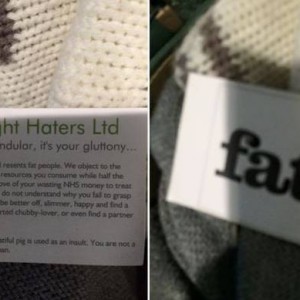 ght Haters Ltd
ndular, it's your gluttony...
resents fat people. We object to the
resources you consume while half the
ove of your wasting NHS money to treat
do not understand why you fail to grasp
be better off, slimmer, happy and find a
rted chubby-lover, or even find a partner
tful pig is used as an insult. You are not a
fat